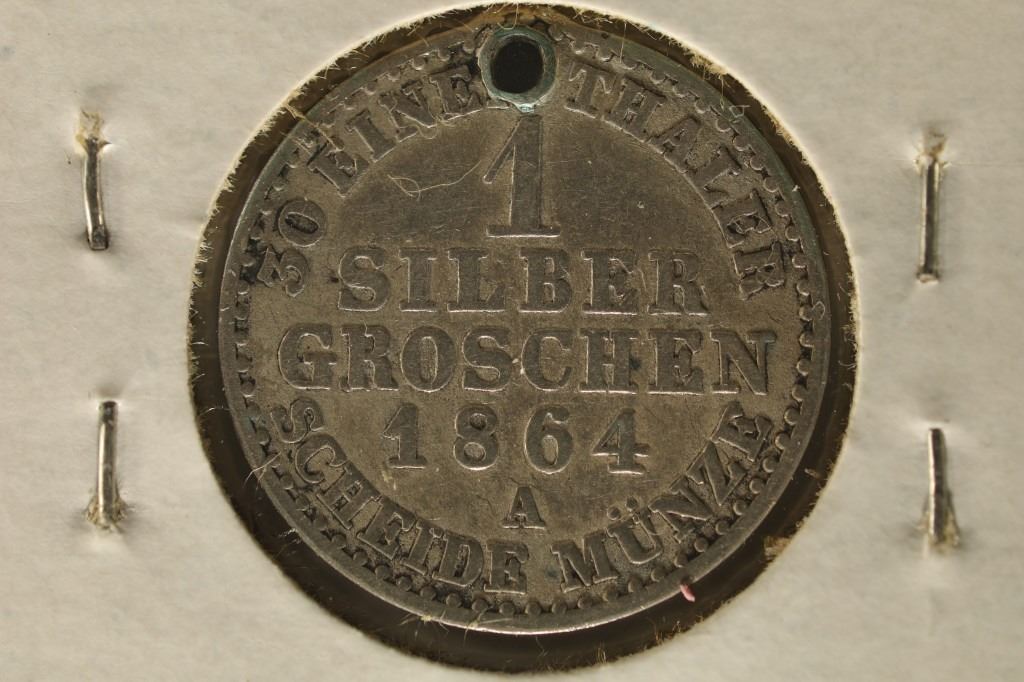 30 EINEN THALER
1
SILBER
GROSCHEN
1864
A
SCHEIDE MÜNZE